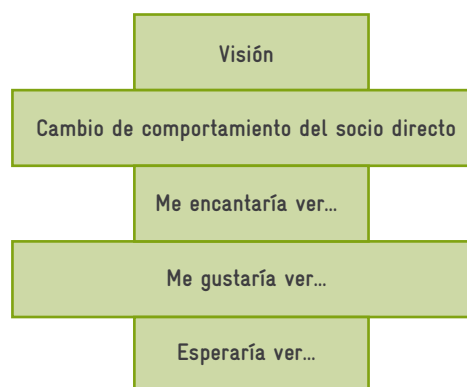 Visión
Cambio de comportamiento del socio directo
Me encantaría ver...
Me gustaría ver...
Esperaría ver...